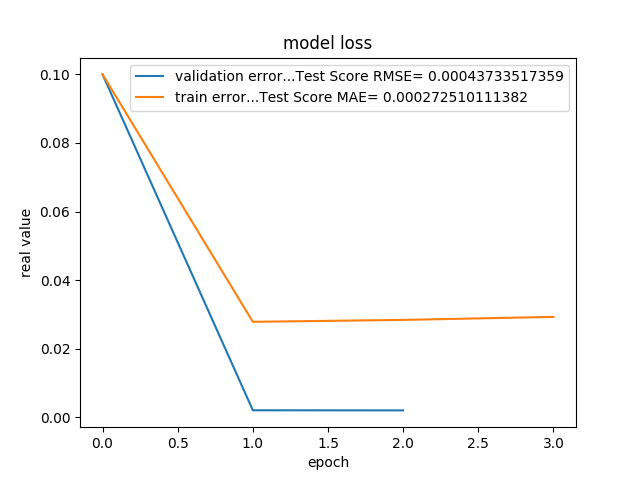 model loss
validation error...Test Score RMSE= 0.00043733517359
train error...Test Score MAE= 0.000272510111382
0.10
0.08
0.06
0.04
0.02
0.00
real value
0.0 0.5 1.0 1.5 2.0 2.5 3.0
epoch